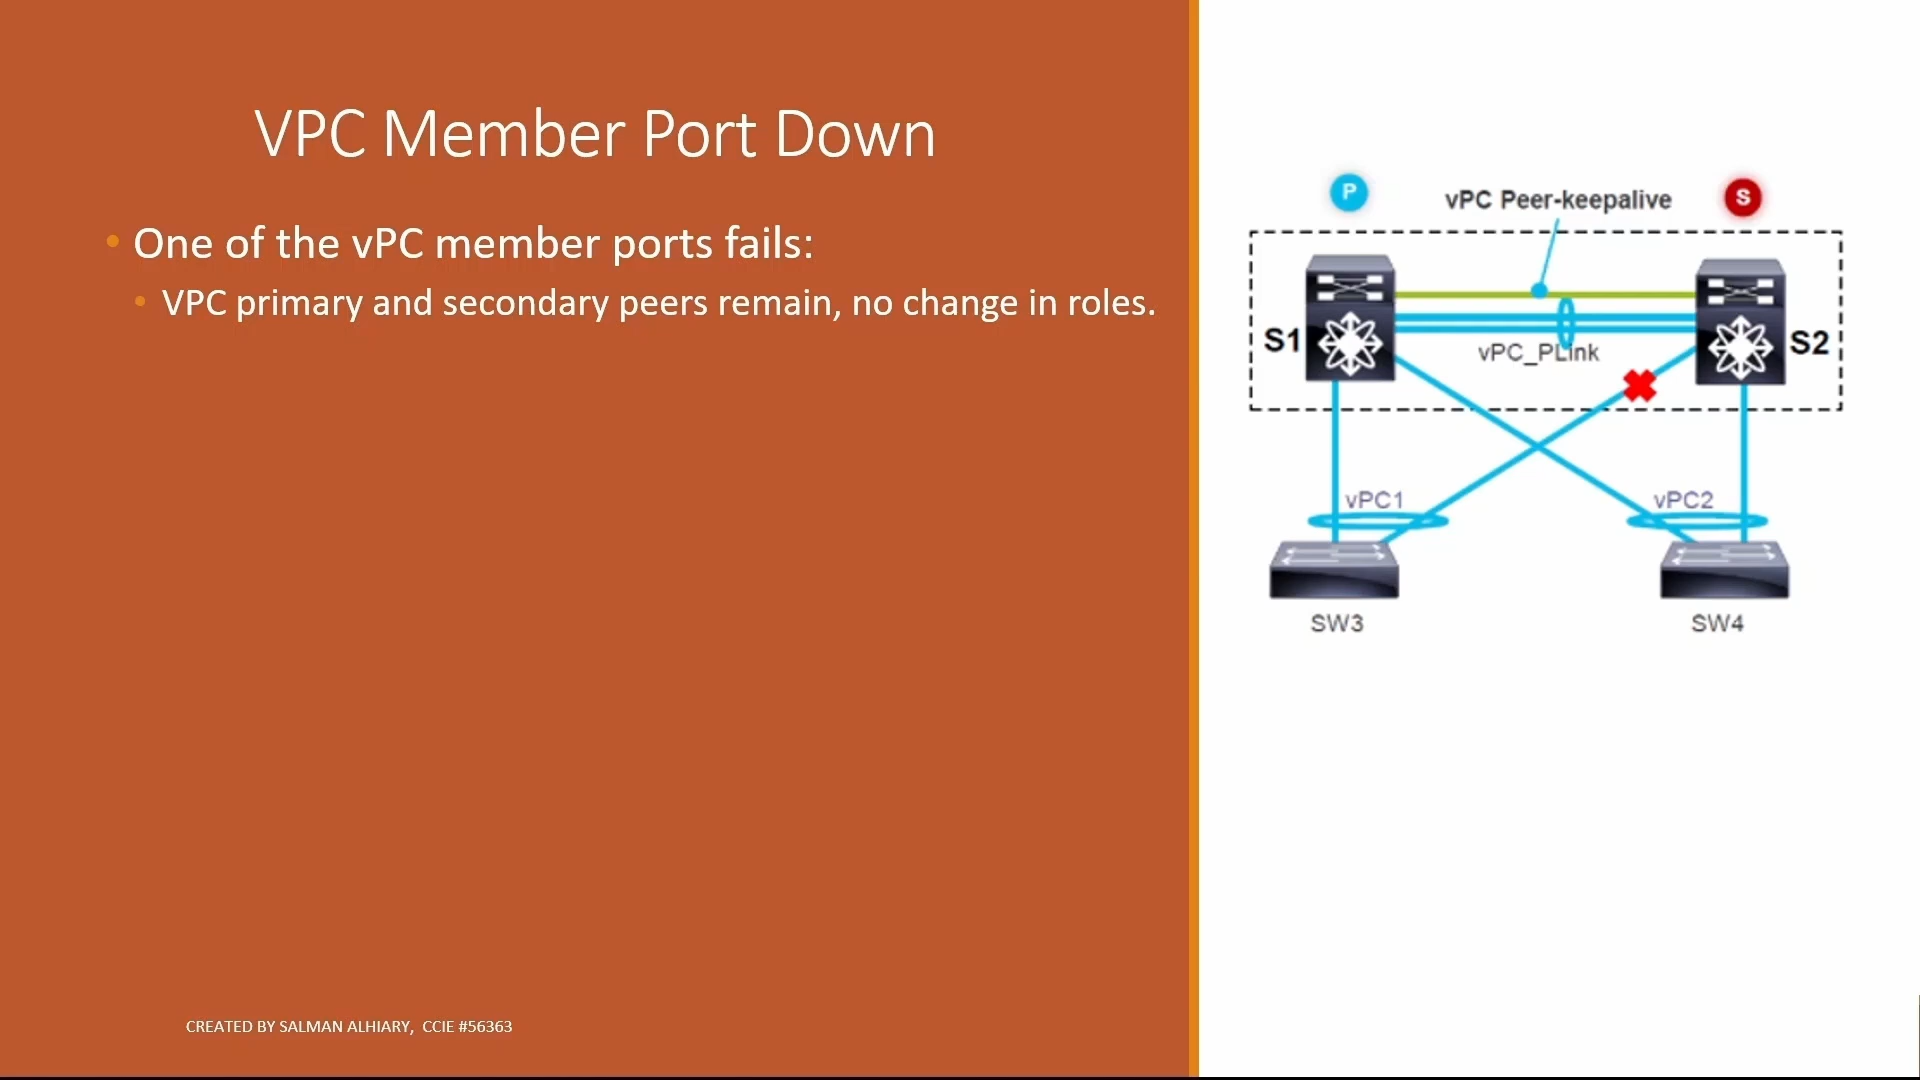 VPC Member Port Down
• One of the vPC member ports fails:
• VPC primary and secondary peers remain, no change in roles.
P
vPC Peer-keepalive
S
S1
vPC_PLink
S2
vPC1
vPC2
SW3
SW4
CREATED BY SALMAN ALHIARY, CCIE #56363